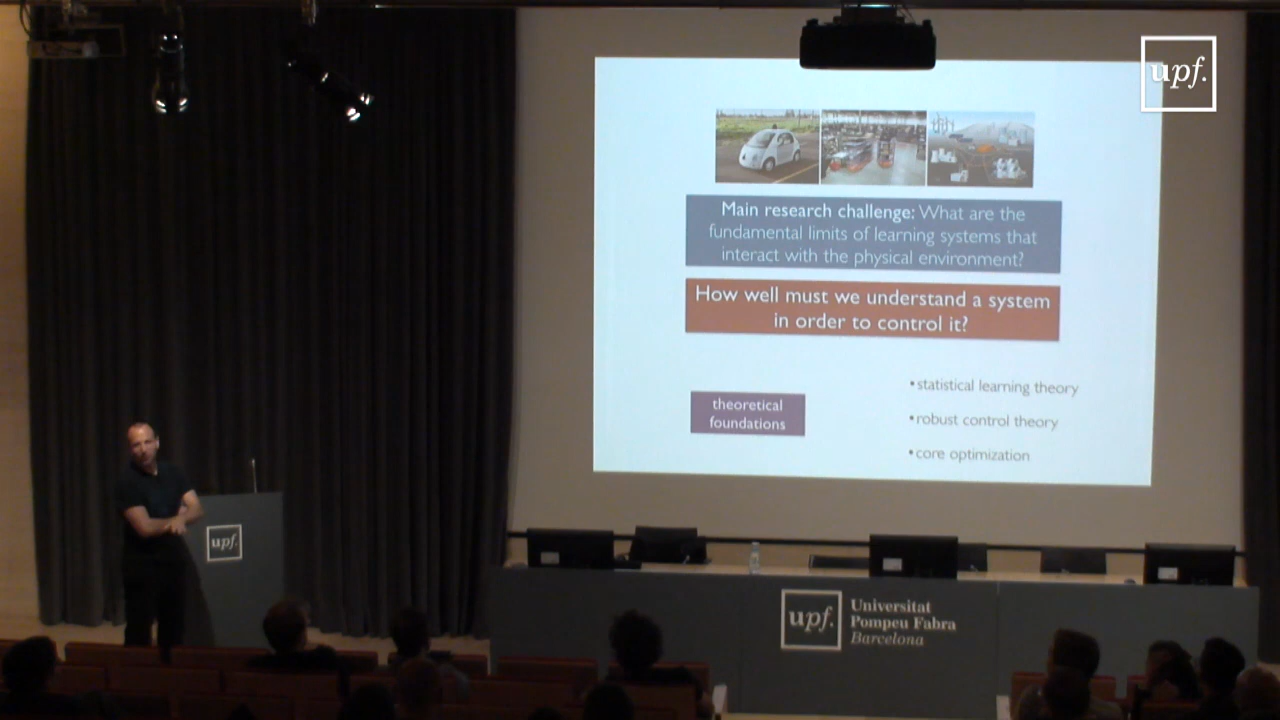 upf.
Main research challenge: What are the
fundamental limits of learning systems that
interact with the physical environment?
How well must we understand a system
in order to control it?
theoretical
foundations
•statistical learning theory
•robust control theory
•core optimization
upf.
upf.
Universitat
Pompeu Fabra
Barcelona